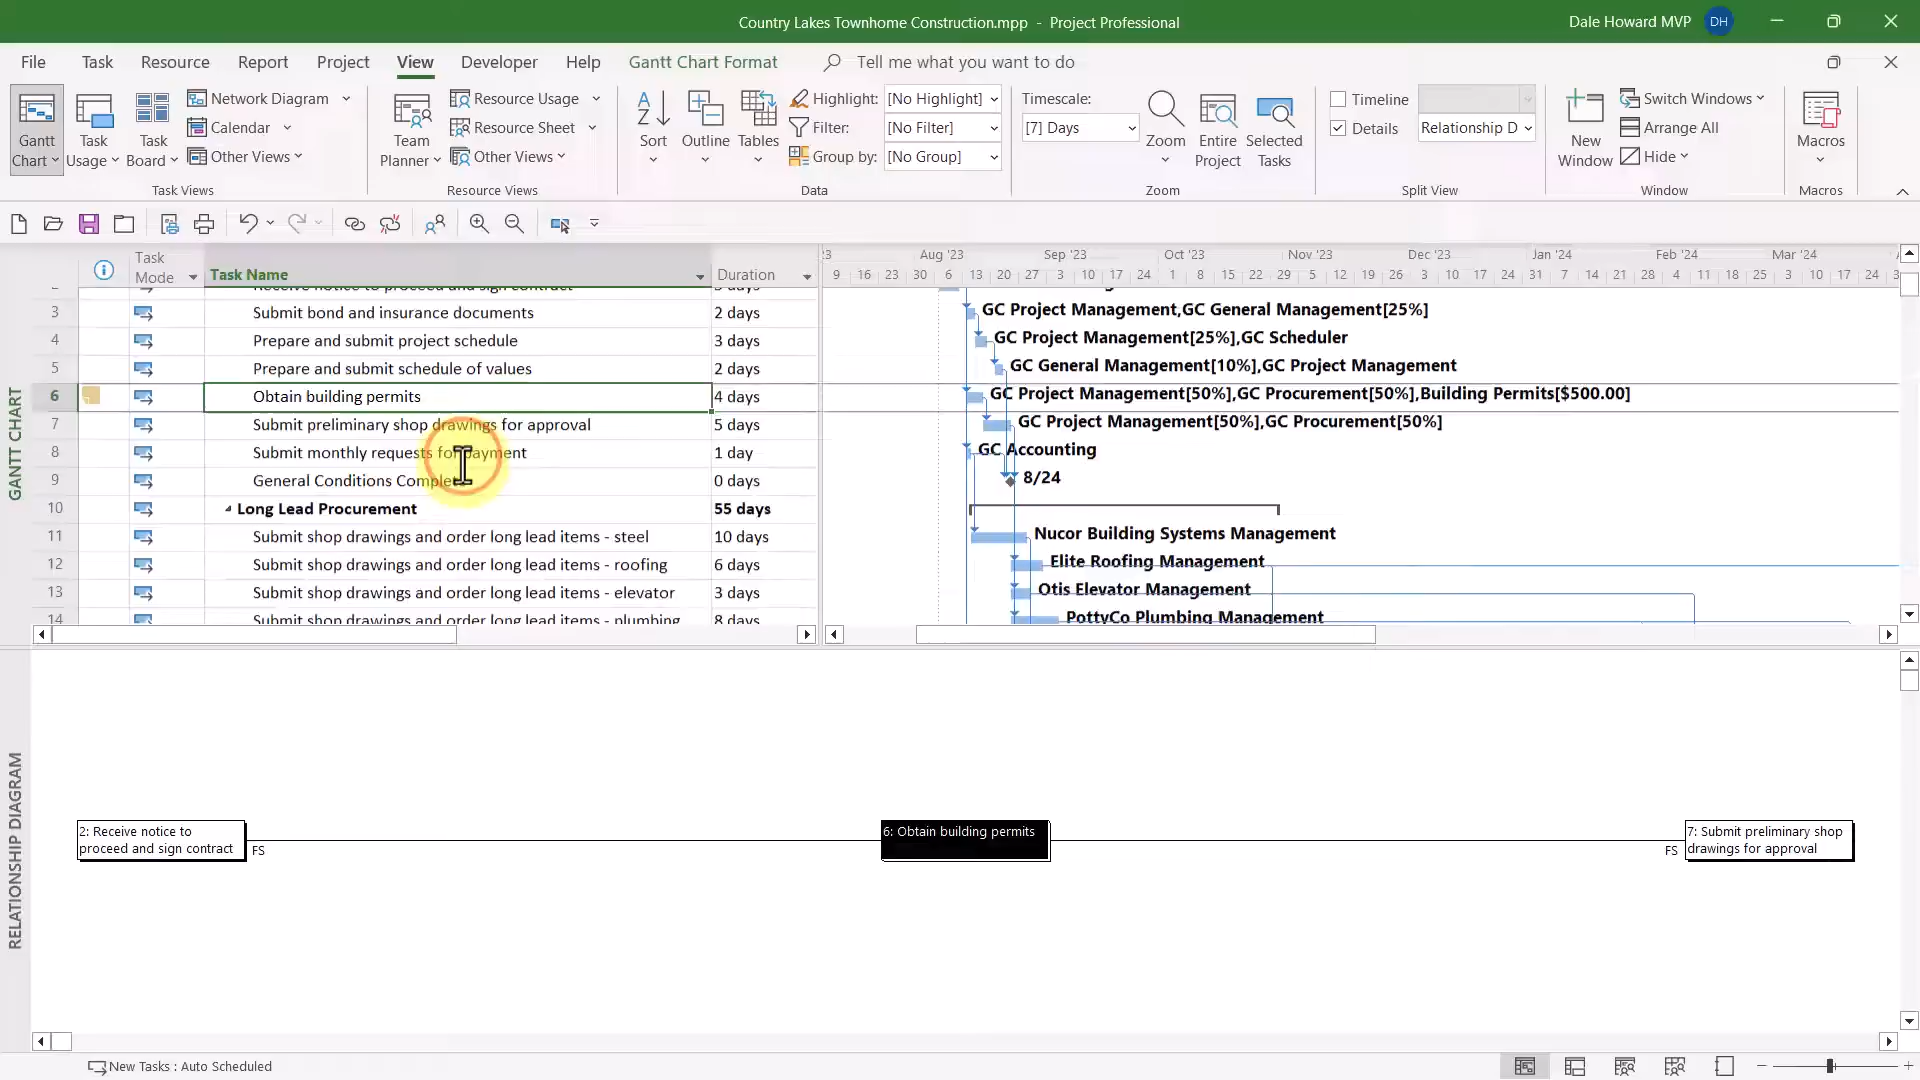 Country Lakes Townhome Construction.mpp - Project Professional
Dale Howard MVP DH
File Task Resource Report Project View Developer Help Gantt Chart Format Tell me what you want to do
Gantt Chart
Task Usage
Task Board
Network Diagram
Calendar
Other Views
Task Views
Team Planner
Resource Usage
Resource Sheet
Other Views
Resource Views
Sort
Outline
Tables
Highlight: [No Highlight]
Filter: [No Filter]
Group by: [No Group]
Data
Timescale:
[7] Days
Zoom
Entire Project
Selected Tasks
Zoom
Timeline
Details Relationship D
Split View
New Window
Switch Windows
Arrange All
Hide
Window
Macros
Macros
GANTT CHART
Task Mode Task Name Duration
'3 Aug '23 Sep '23 Oct '23 Nov '23 Dec '23 Jan '24 Feb '24 Mar '24
9 16 23 30 6 13 20 27 3 10 17 24 1 8 15 22 29 5 12 19 26 3 10 17 24 31 7 14 21 28 4 11 18 25 3 10 17 24
2 Receive notice to proceed and sign contract 3 days
3 Submit bond and insurance documents 2 days GC Project Management,GC General Management[25%]
4 Prepare and submit project schedule 3 days GC Project Management[25%],GC Scheduler
5 Prepare and submit schedule of values 2 days GC General Management[10%],GC Project Management
6 Obtain building permits 4 days GC Project Management[50%],GC Procurement[50%],Building Permits[$500.00]
7 Submit preliminary shop drawings for approval 5 days GC Project Management[50%],GC Procurement[50%]
8 Submit monthly requests for payment 1 day GC Accounting
9 General Conditions Complete 0 days 8/24
10 Long Lead Procurement 55 days
11 Submit shop drawings and order long lead items - steel 10 days Nucor Building Systems Management
12 Submit shop drawings and order long lead items - roofing 6 days Elite Roofing Management
13 Submit shop drawings and order long lead items - elevator 3 days Otis Elevator Management
14 Submit shop drawings and order long lead items - plumbing 8 days PottyCo Plumbing Management
RELATIONSHIP DIAGRAM
2: Receive notice to
proceed and sign contract
FS
6: Obtain building permits
FS
7: Submit preliminary shop
drawings for approval
New Tasks : Auto Scheduled